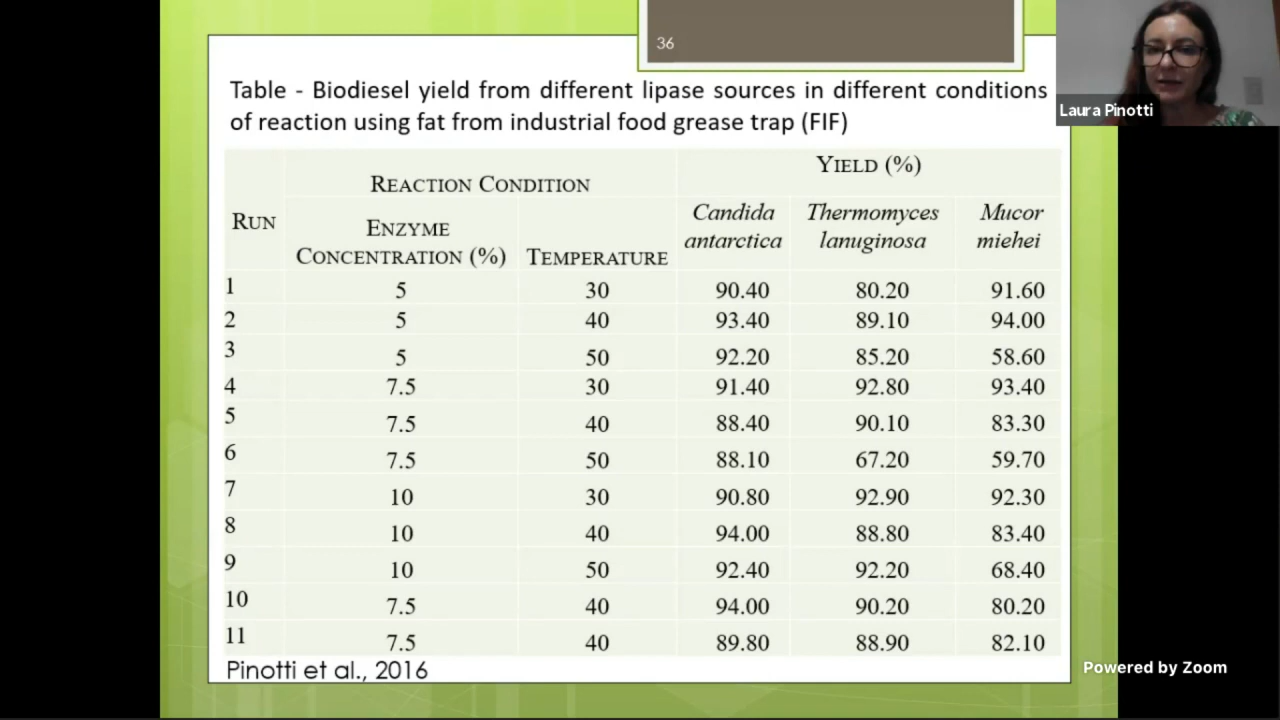 36
Table - Biodiesel yield from different lipase sources in different conditions
of reaction using fat from industrial food grease trap (FIF)
Laura Pinotti
RUN REACTION CONDITION YIELD (%)
ENZYME CONCENTRATION (%) TEMPERATURE Candida antarctica Thermomyces lanuginosa Mucor miehei
1 5 30 90.40 80.20 91.60
2 5 40 93.40 89.10 94.00
3 5 50 92.20 85.20 58.60
4 7.5 30 91.40 92.80 93.40
5 7.5 40 88.40 90.10 83.30
6 7.5 50 88.10 67.20 59.70
7 10 30 90.80 92.90 92.30
8 10 40 94.00 88.80 83.40
9 10 50 92.40 92.20 68.40
10 7.5 40 94.00 90.20 80.20
11 7.5 40 89.80 88.90 82.10
Pinotti et al., 2016
Powered by Zoom